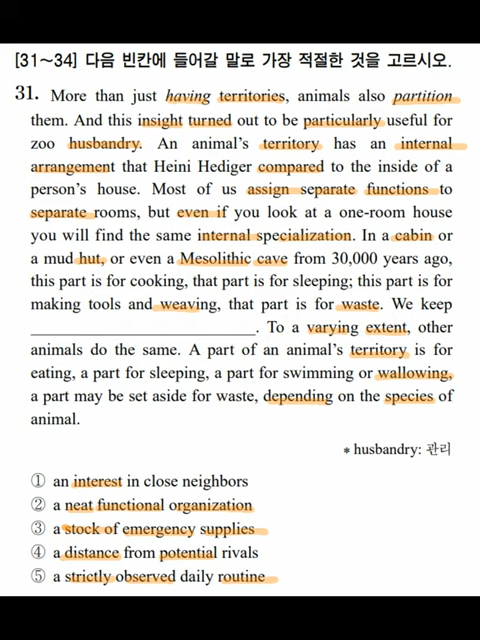 [31~34] 다음 빈칸에 들어갈 말로 가장 적절한 것을 고르시오.
31. More than just having territories, animals also partition
them. And this insight turned out to be particularly useful for
zoo husbandry. An animal's territory has an internal
arrangement that Heini Hediger compared to the inside of a
person's house. Most of us assign separate functions to
separate rooms, but even if you look at a one-room house
you will find the same internal specialization. In a cabin or
a mud hut, or even a Mesolithic cave from 30,000 years ago,
this part is for cooking, that part is for sleeping; this part is for
making tools and weaving, that part is for waste. We keep
____________________. To a varying extent, other
animals do the same. A part of an animal's territory is for
eating, a part for sleeping, a part for swimming or wallowing,
a part may be set aside for waste, depending on the species of
animal.
* husbandry: 관리
① an interest in close neighbors
② a neat functional organization
③ a stock of emergency supplies
④ a distance from potential rivals
⑤ a strictly observed daily routine